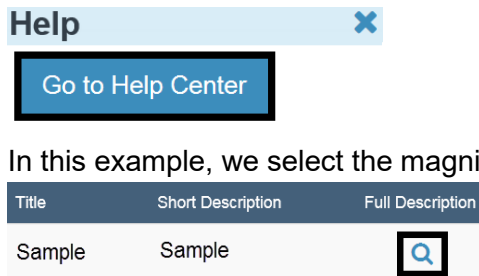 Help
Go to Help Center
In this example, we select the magni
Title Short Description Full Description
Sample Sample